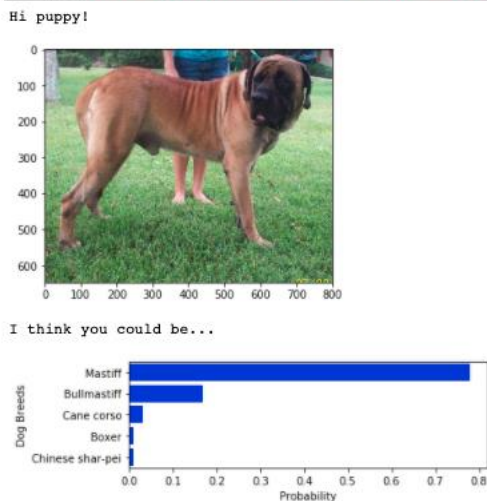 Hi puppy!
0
100
200
300
400
500
600
0 100 200 300 400 500 600 700 800
I think you could be...
Dog Breeds
Mastiff
Bullmastiff
Cane corso
Boxer
Chinese shar-pei
0.0 0.1 0.2 0.3 0.4 0.5 0.6 0.7 0.8
Probability